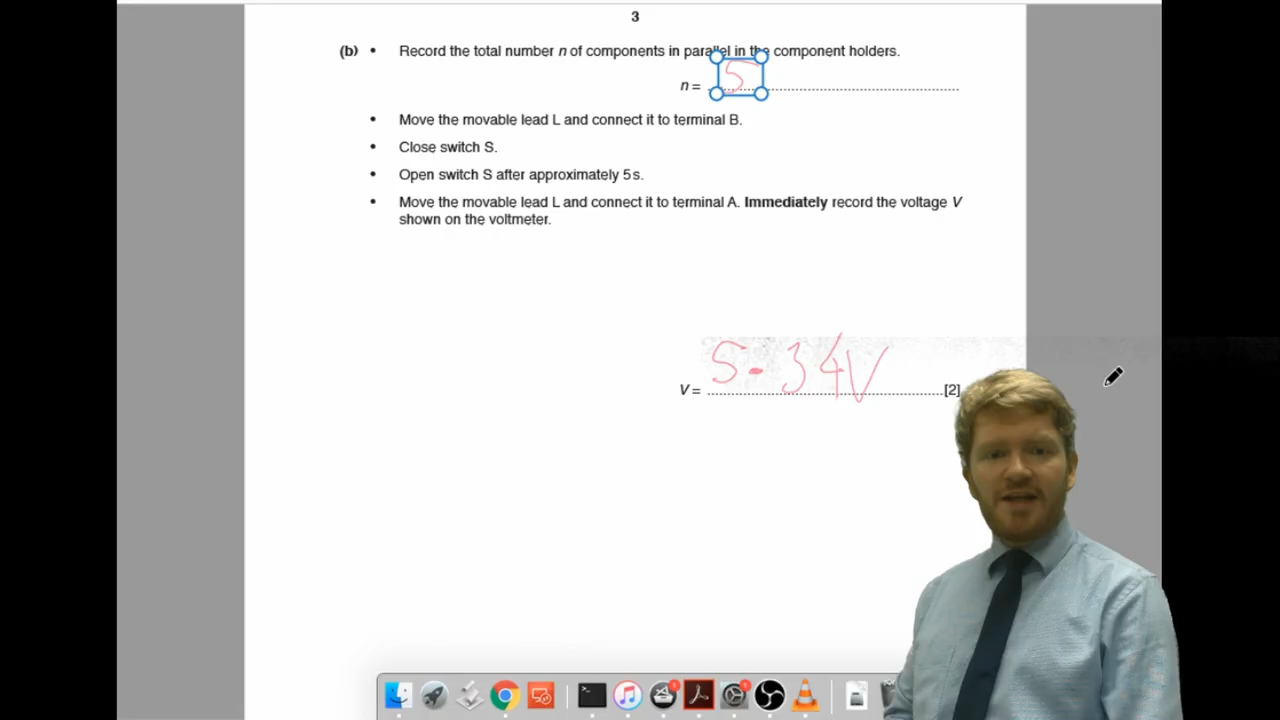 3
(b) • Record the total number n of components in parallel in the component holders.
n = 5
• Move the movable lead L and connect it to terminal B.
• Close switch S.
• Open switch S after approximately 5 s.
• Move the movable lead L and connect it to terminal A. Immediately record the voltage V
shown on the voltmeter.
V = 5.34V [2]